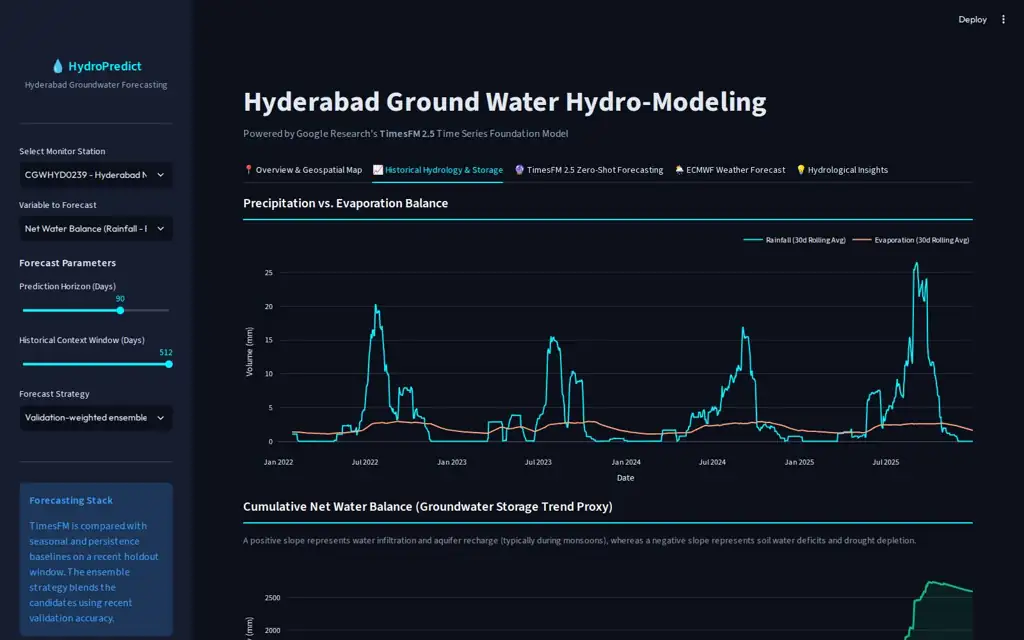 Deploy
💧 HydroPredict
Hyderabad Groundwater Forecasting
Select Monitor Station
CGWHYD0239 - Hyderabad N
Variable to Forecast
Net Water Balance (Rainfall -
Forecast Parameters
Prediction Horizon (Days)
90
Historical Context Window (Days)
512
Forecast Strategy
Validation-weighted ensemble
Forecasting Stack
TimesFM is compared with
seasonal and persistence
baselines on a recent holdout
window. The ensemble
strategy blends the
candidates using recent
validation accuracy.
Hyderabad Ground Water Hydro-Modeling
Powered by Google Research's TimesFM 2.5 Time Series Foundation Model
📍 Overview & Geospatial Map 📈 Historical Hydrology & Storage 🔮 TimesFM 2.5 Zero-Shot Forecasting 🌦️ ECMWF Weather Forecast 💡 Hydrological Insights
Precipitation vs. Evaporation Balance
Rainfall (30d Rolling Avg) Evaporation (30d Rolling Avg)
Volume (mm)
25
20
15
10
5
0
Jan 2022 Jul 2022 Jan 2023 Jul 2023 Jan 2024 Jul 2024 Jan 2025 Jul 2025
Date
Cumulative Net Water Balance (Groundwater Storage Trend Proxy)
A positive slope represents water infiltration and aquifer recharge (typically during monsoons), whereas a negative slope represents soil water deficits and drought depletion.
2500
2000